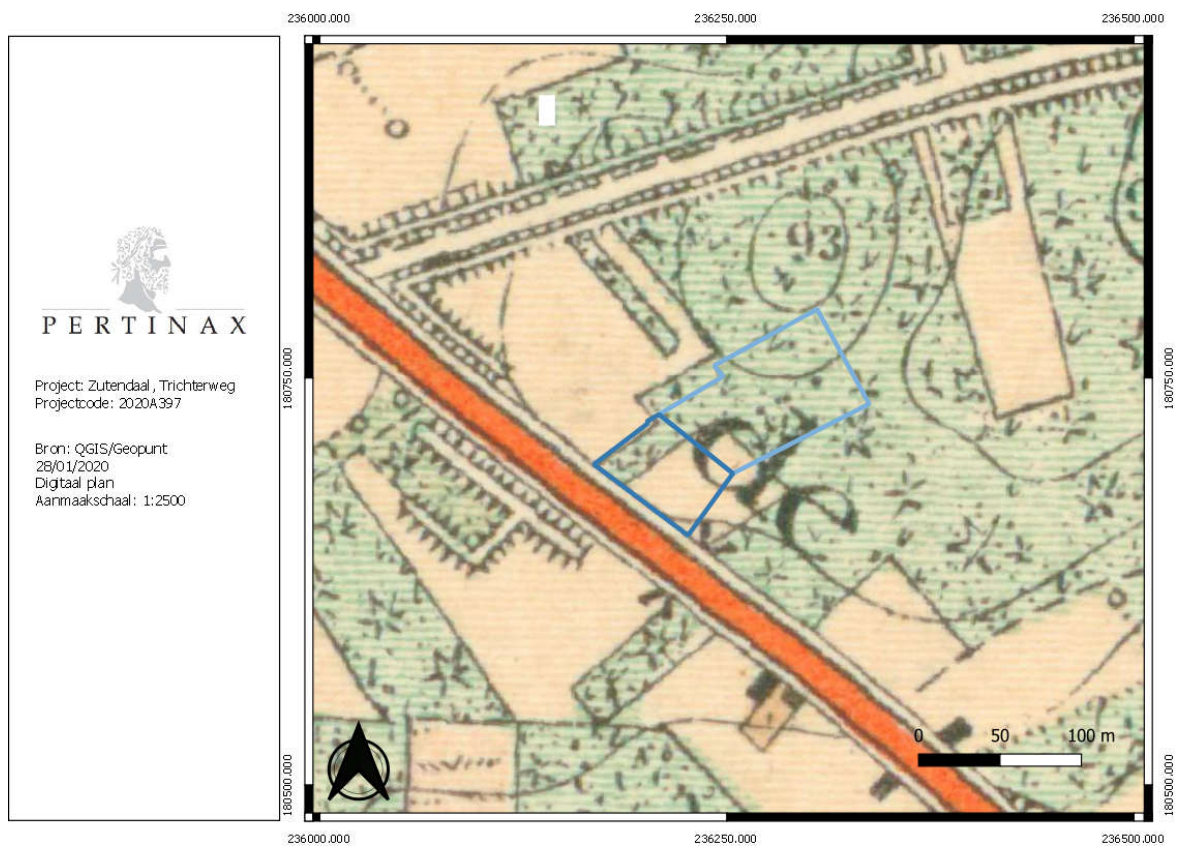 236000.000
236250.000
236500.000
PERTINAX
Project: Zutendaal, Trichterweg
Projectcode: 2020A397
Bron: QGIS/Geopunt
28/01/2020
Digitaal plan
Aanmaakschaal: 1:2500
180750.000
180750.000
93
180500.000
180500.000
0 50 100 m
236000.000
236250.000
236500.000